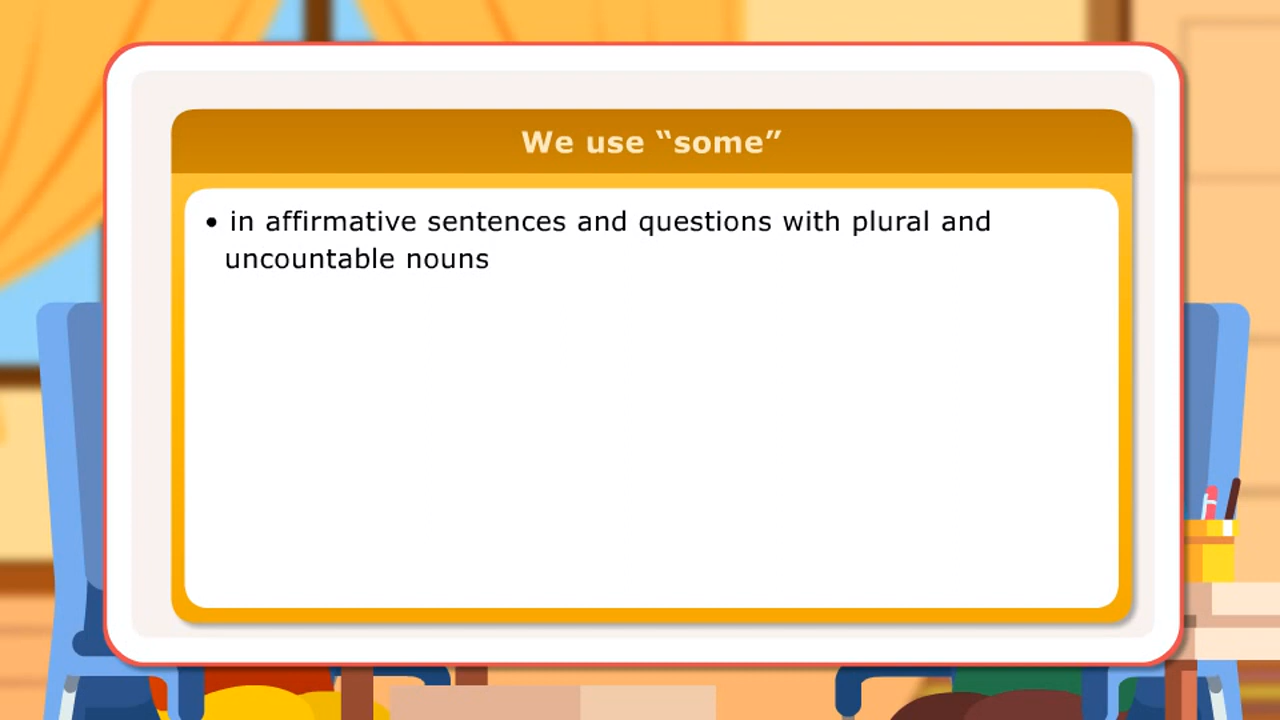 We use “some”
• in affirmative sentences and questions with plural and
uncountable nouns